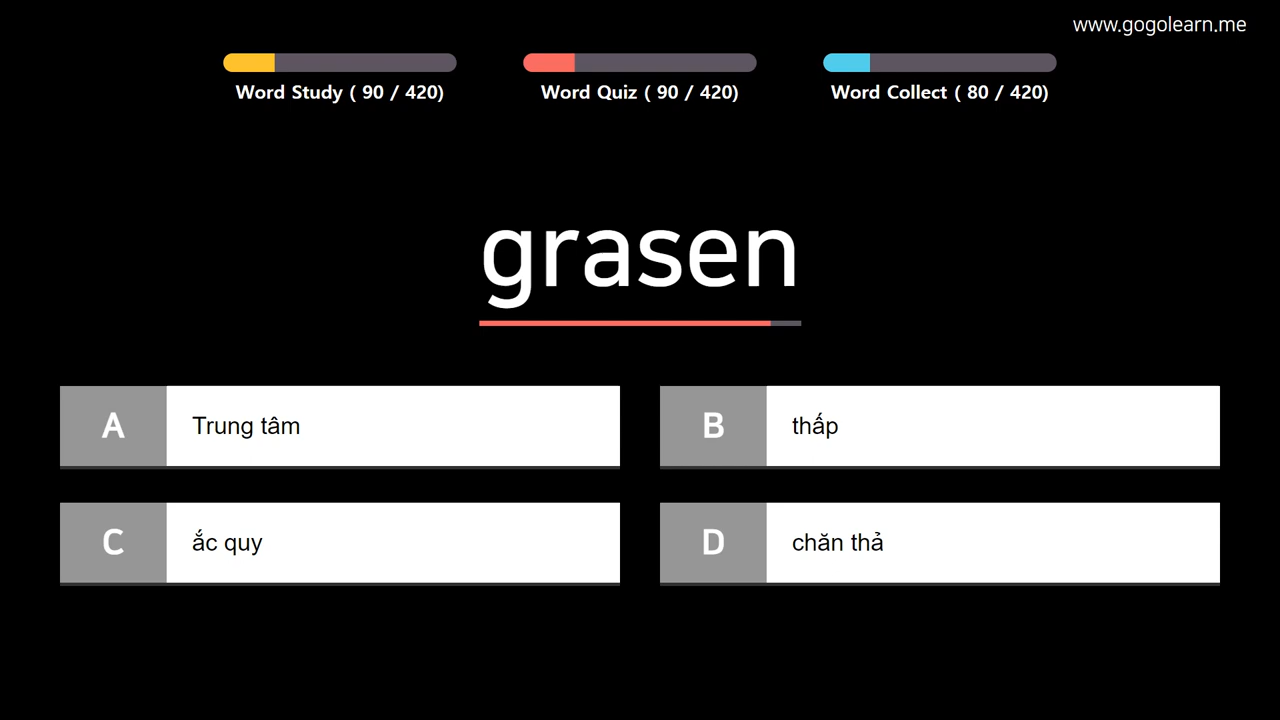 www.gogolearn.me
Word Study ( 90 / 420)
Word Quiz ( 90 / 420)
Word Collect ( 80 / 420)
grasen
A Trung tâm
B thấp
C ắc quy
D chăn thả